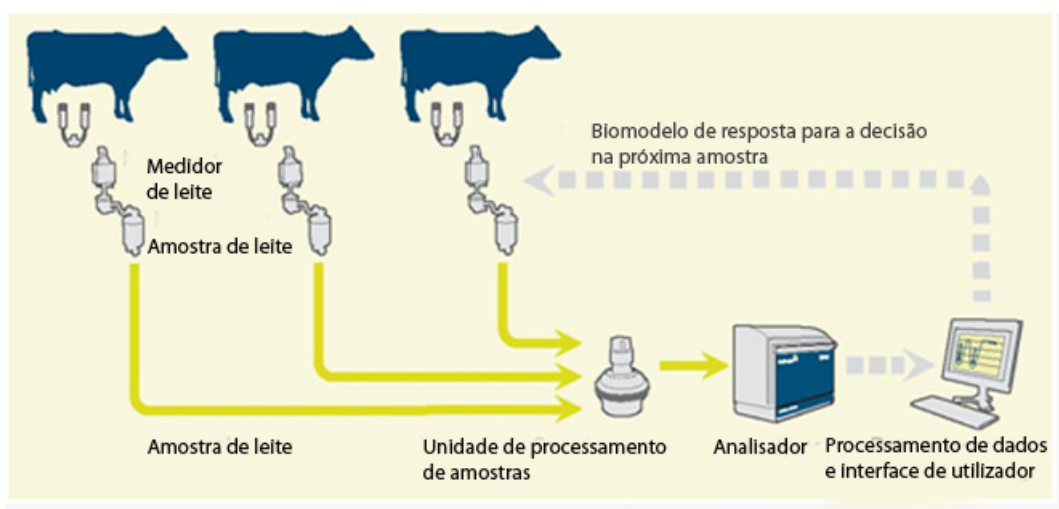 Biomodelo de resposta para a decisão
na próxima amostra
Medidor
de leite
Amostra de leite
Amostra de leite
Unidade de processamento
de amostras
Analisador
Processamento de dados
e interface de utilizador